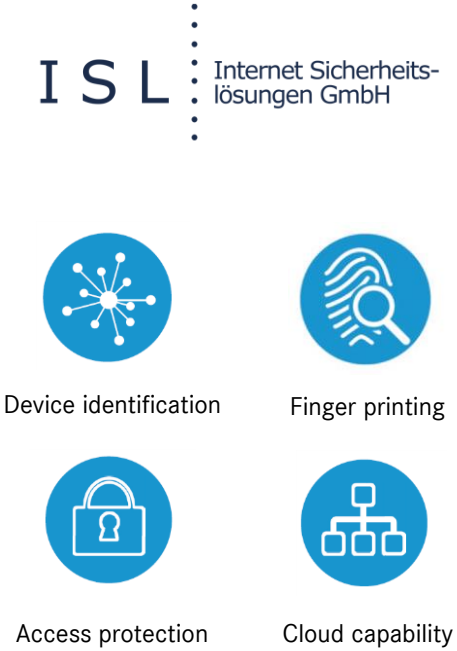 I S L
Internet Sicherheits-
lösungen GmbH
Device identification
Finger printing
Access protection
Cloud capability